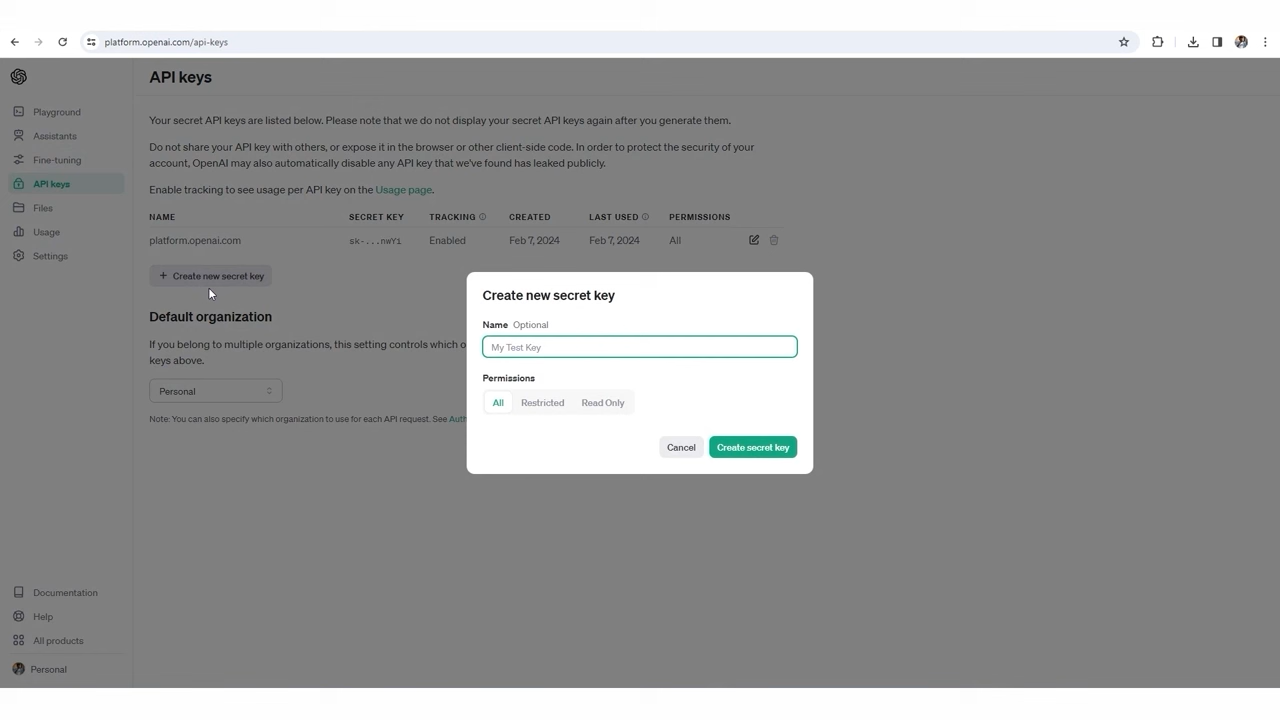 platform.openai.com/api-keys
API keys
Playground
Assistants
Fine-tuning
API keys
Files
Usage
Settings
Your secret API keys are listed below. Please note that we do not display your secret API keys again after you generate them.
Do not share your API key with others, or expose it in the browser or other client-side code. In order to protect the security of your
account, OpenAI may also automatically disable any API key that we've found has leaked publicly.
Enable tracking to see usage per API key on the Usage page.
NAME SECRET KEY TRACKING CREATED LAST USED PERMISSIONS
platform.openai.com sk-...nwYi Enabled Feb 7, 2024 Feb 7, 2024 All
+ Create new secret key
Default organization
If you belong to multiple organizations, this setting controls which o
keys above.
Personal
Note: You can also specify which organization to use for each API request. See Auth
Create new secret key
Name Optional
My Test Key
Permissions
All Restricted Read Only
Cancel Create secret key
Documentation
Help
All products
Personal